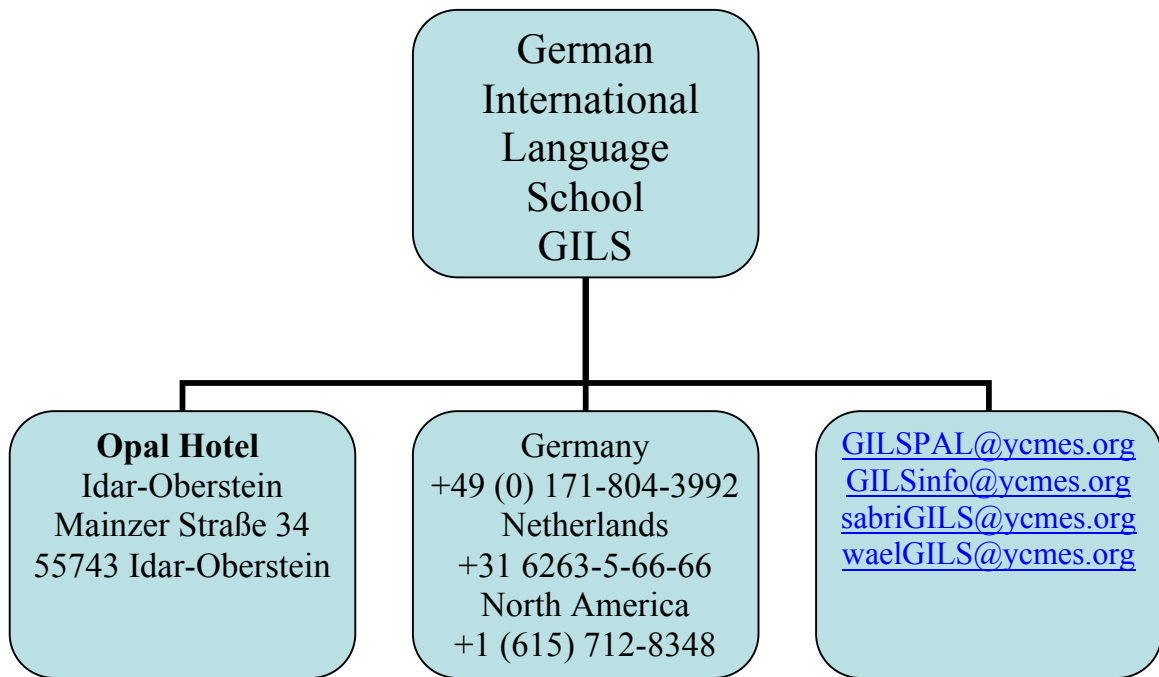 German
International
Language
School
GILS
Opal Hotel
Idar-Oberstein
Mainzer Straße 34
55743 Idar-Oberstein
Germany
+49 (0) 171-804-3992
Netherlands
+31 6263-5-66-66
North America
+1 (615) 712-8348
GILSPAL@ycmes.org
GILSinfo@ycmes.org
sabriGILS@ycmes.org
waelGILS@ycmes.org